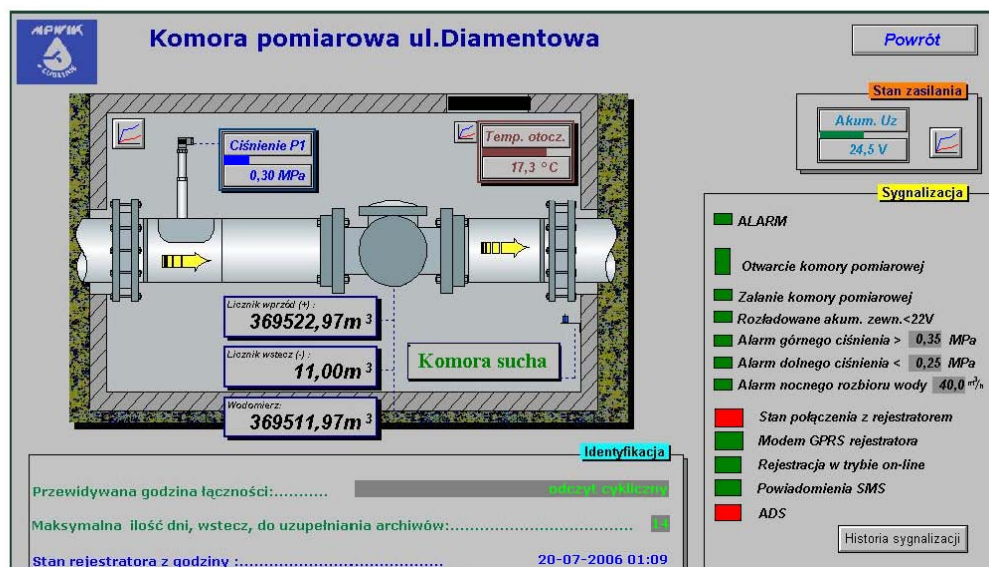 MPWIK
LUBLIN
Komora pomiarowa ul.Diamentowa
Powrót
Stan zasilania
Akum. Uz
24,5 V
Ciśnienie P1
0,30 MPa
Temp. otocz.
17,3 °C
Sygnalizacja
ALARM
Otwarcie komory pomiarowej
Zalanie komory pomiarowej
Rozładowane akum. zewn.<22V
Alarm górnego ciśnienia > 0,35 MPa
Alarm dolnego ciśnienia < 0,25 MPa
Alarm nocnego rozbioru wody 40,0 m³/h
Stan połączenia z rejestratorem
Modem GPRS rejestratora
Rejestracja w trybie on-line
Powiadomienia SMS
ADS
Historia sygnalizacji
Licznik wprzód (+) :
369522,97m³
Licznik wstecz (-) :
11,00m³
Wodomierz:
369511,97m³
Komora sucha
Identyfikacja
Przewidywana godzina łączności:........... odczyt cykliczny
Maksymalna ilość dni, wstecz, do uzupełniania archiwów:................................. 14
Stan rejestratora z godziny :.......................................... 20-07-2006 01:09